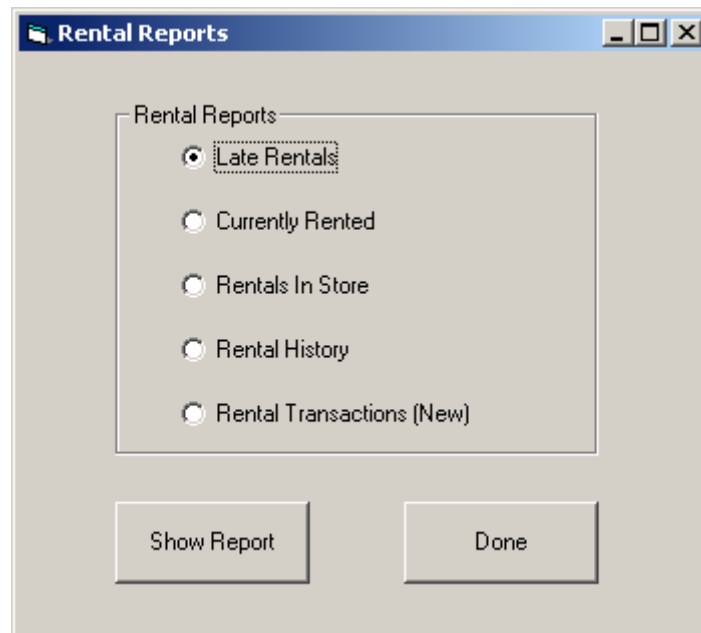 Rental Reports
Rental Reports
Late Rentals
Currently Rented
Rentals In Store
Rental History
Rental Transactions (New)
Show Report
Done